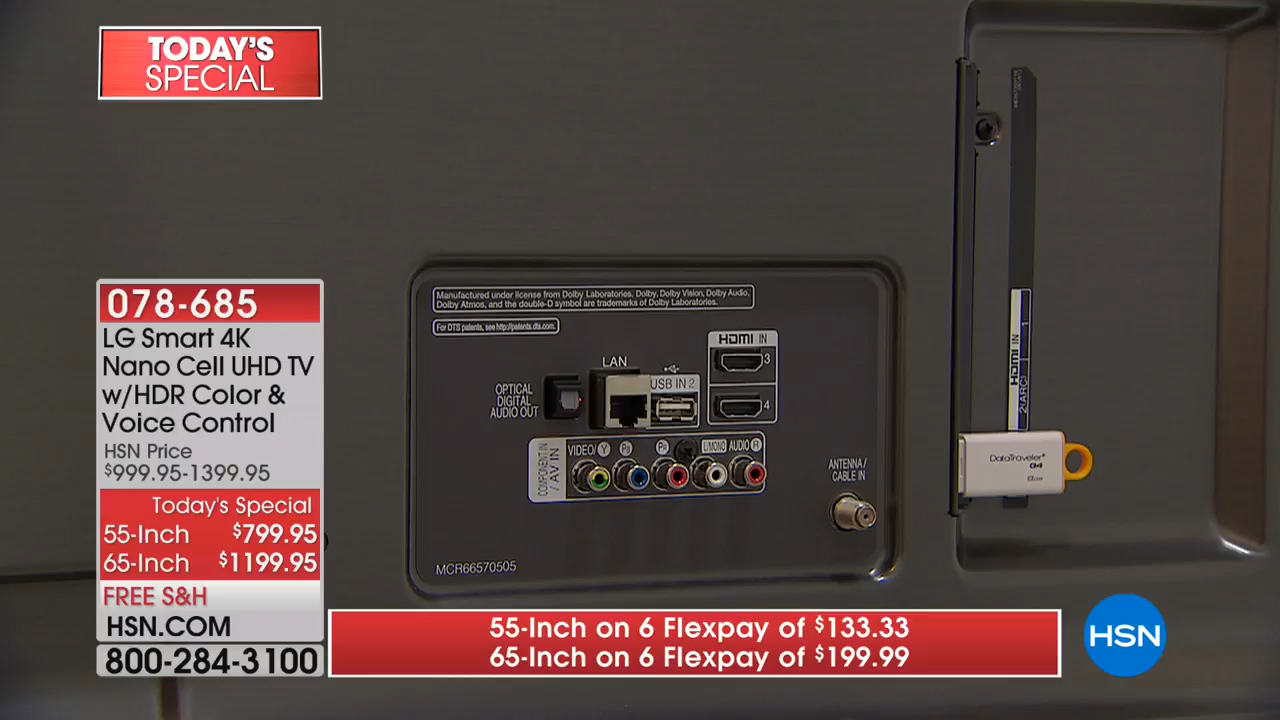 TODAY'S
SPECIAL
078-685
LG Smart 4K
Nano Cell UHD TV
w/HDR Color &
Voice Control
HSN Price
$999.95-1399.95
Today's Special
55-Inch $799.95
65-Inch $1199.95
FREE S&H
HSN.COM
800-284-3100
Manufactured under license from Dolby Laboratories. Dolby, Dolby Vision, Dolby Audio,
Dolby Atmos, and the double-D symbol are trademarks of Dolby Laboratories.
For DTS patents, see http://patents.dts.com.
LAN
USB IN 2
HDMI IN
3
4
OPTICAL
DIGITAL
AUDIO OUT
COMPONENT IN
/ AV IN
VIDEO/ Y PB PR L/MONO AUDIO R
ANTENNA/
CABLE IN
MCR66570505
HDMI IN
1
2(ARC)
DataTraveler
G4
8GB
55-Inch on 6 Flexpay of $133.33
65-Inch on 6 Flexpay of $199.99
HSN